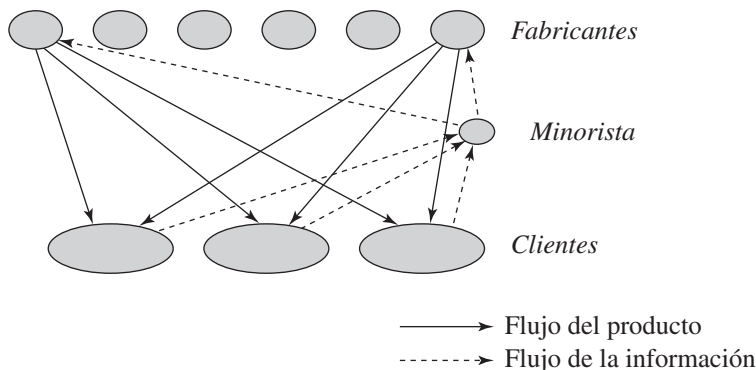 Fabricantes
Minorista
Clientes
Flujo del producto
Flujo de la información